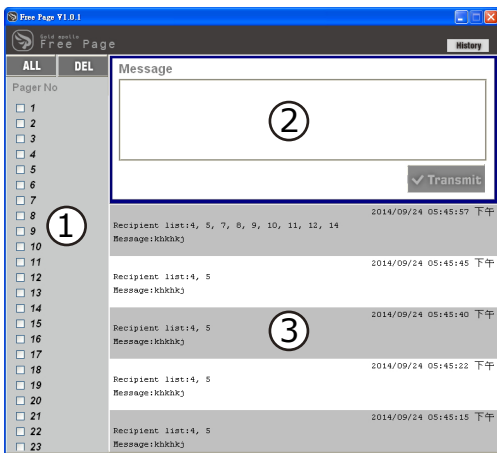 Free Page V1.0.1
Gold apollo
Free Page
History
ALL DEL
Pager No
1
2
3
4
5
6
7
8
9
10
11
12
13
14
15
16
17
18
19
20
21
22
23
1
Message
2
Transmit
2014/09/24 05:45:57 下午
Recipient list:4, 5, 7, 8, 9, 10, 11, 12, 14
Message:khkhkj
2014/09/24 05:45:45 下午
Recipient list:4, 5
Message:khkhkj
2014/09/24 05:45:40 下午
Recipient list:4, 5
Message:khkhkj
3
2014/09/24 05:45:22 下午
Recipient list:4, 5
Message:khkhkj
2014/09/24 05:45:15 下午
Recipient list:4, 5
Message:khkhkj